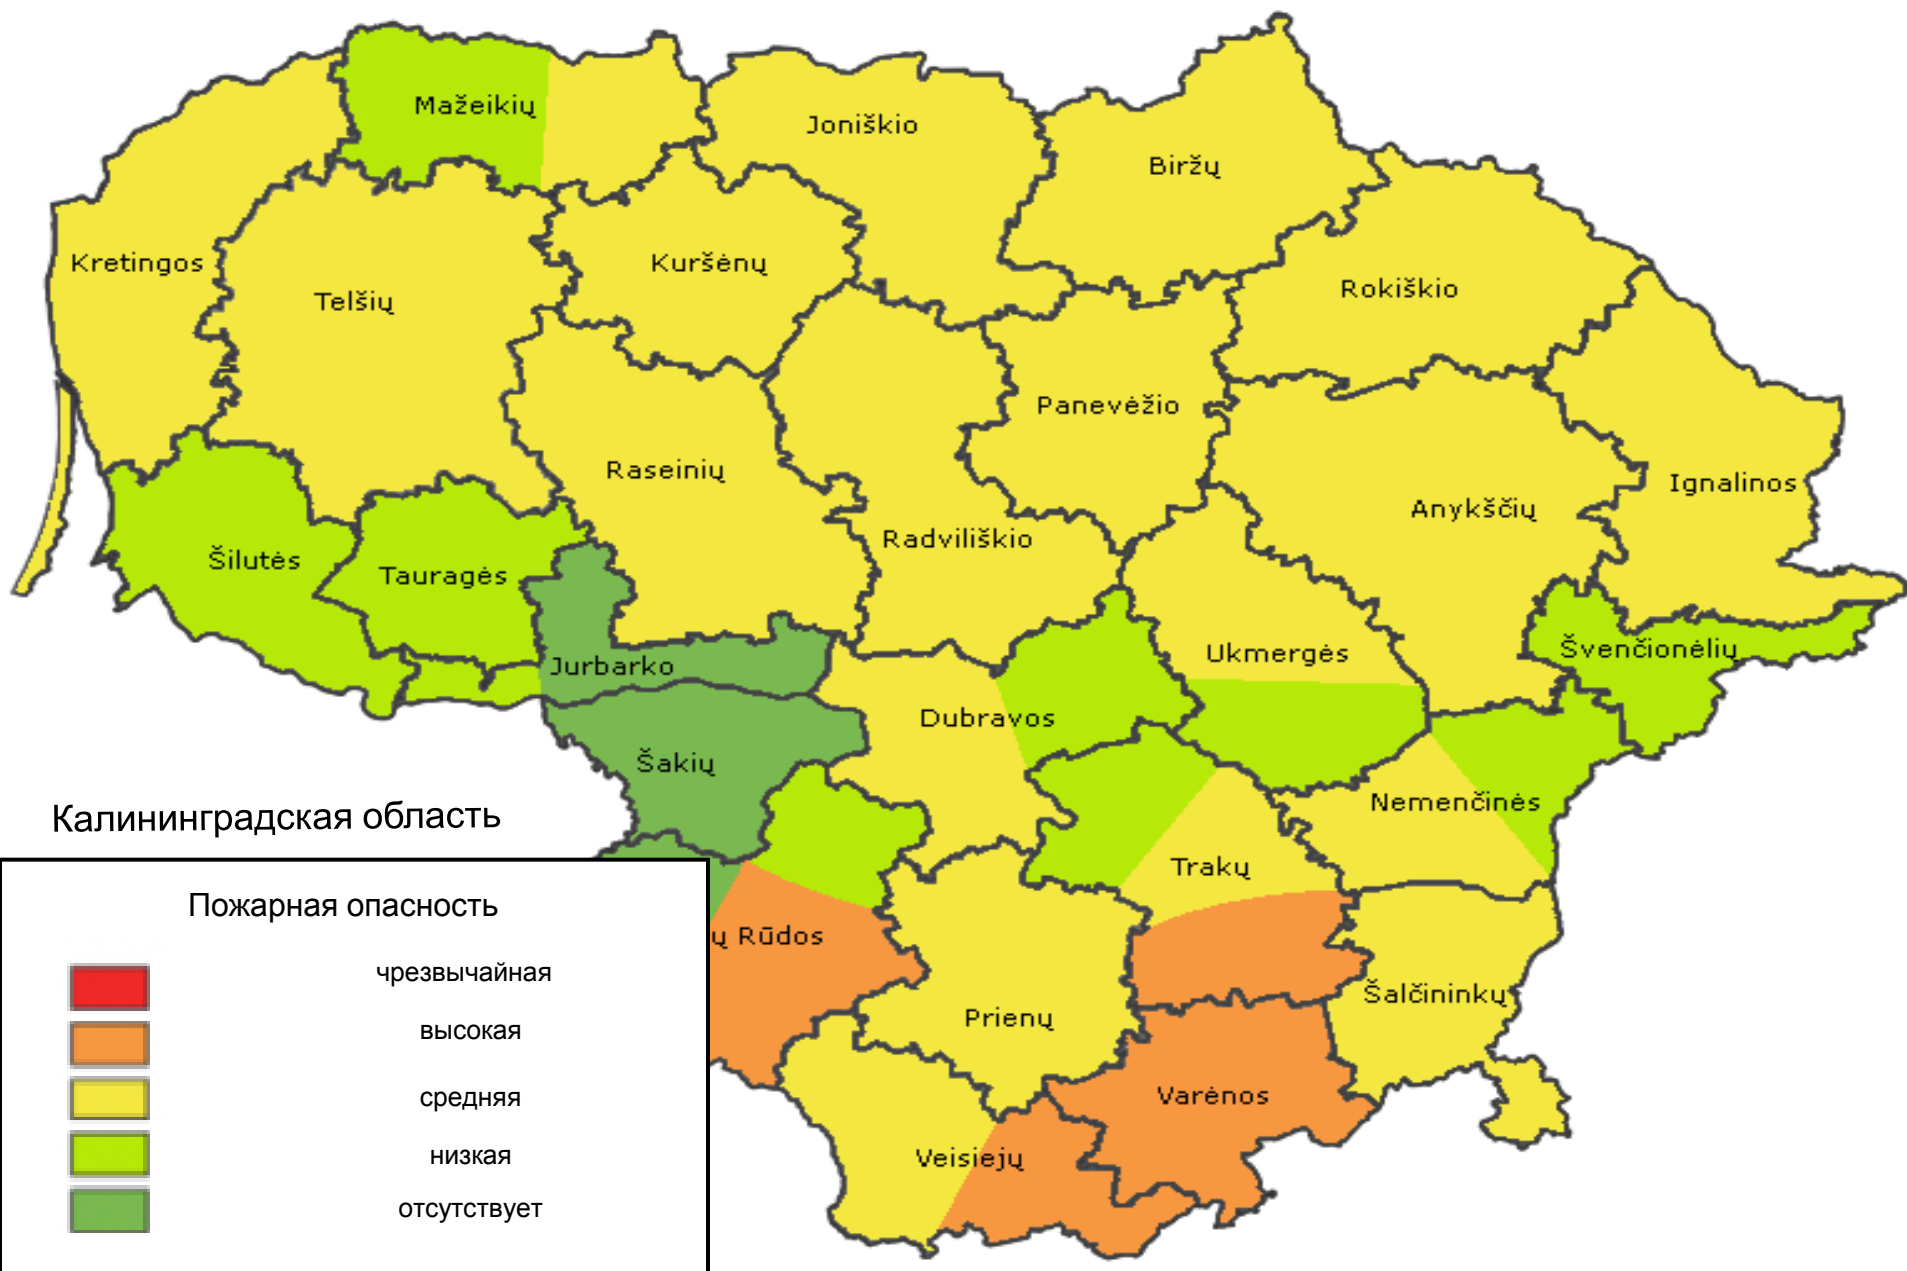 Mažeikių
Joniškio
Biržų
Kretingos
Telšių
Kuršėnų
Rokiškio
Panevėžio
Raseinių
Ignalinos
Anykščių
Radviliškio
Šilutės
Tauragės
Švenčionėlių
Ukmergės
Jurbarko
Dubravos
Šakių
Nemenčinės
Калининградская область
Trakų
Пожарная опасность
ų Rūdos
чрезвычайная
Šalčininkų
Prienų
высокая
Varėnos
средняя
Veisiejų
низкая
отсутствует